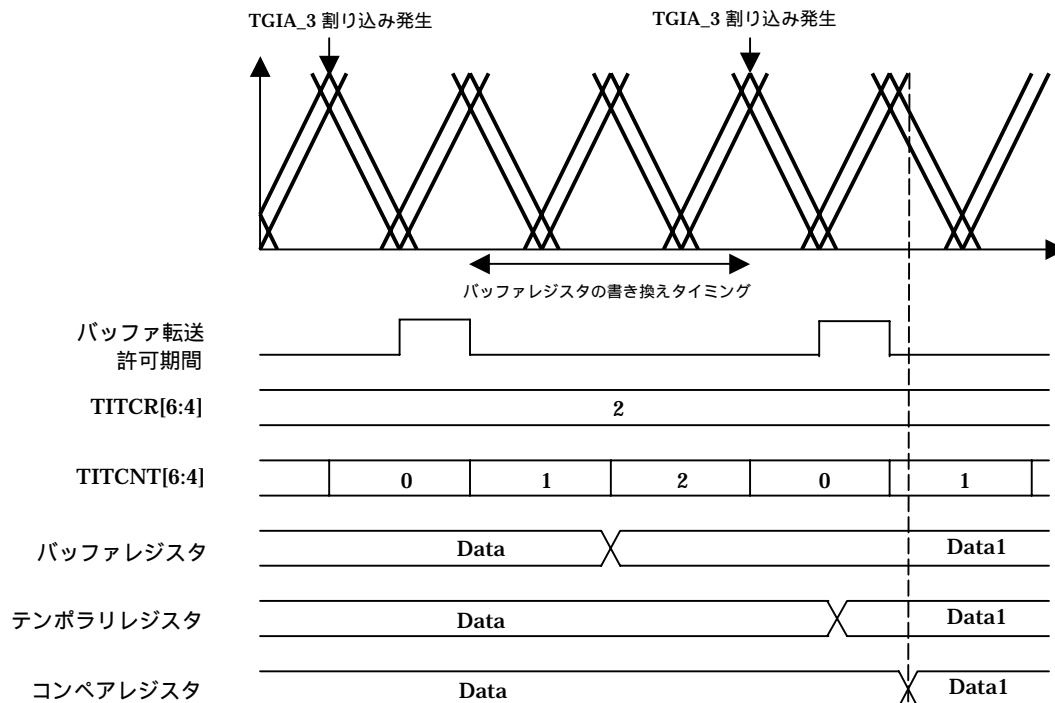 TGIA_3 割り込み発生 TGIA_3 割り込み発生
バッファレジスタの書き換えタイミング
バッファ転送
許可期間
TITCR[6:4] 2
TITCNT[6:4] 0 1 2 0 1
バッファレジスタ Data Data1
テンポラリレジスタ Data Data1
コンペアレジスタ Data Data1